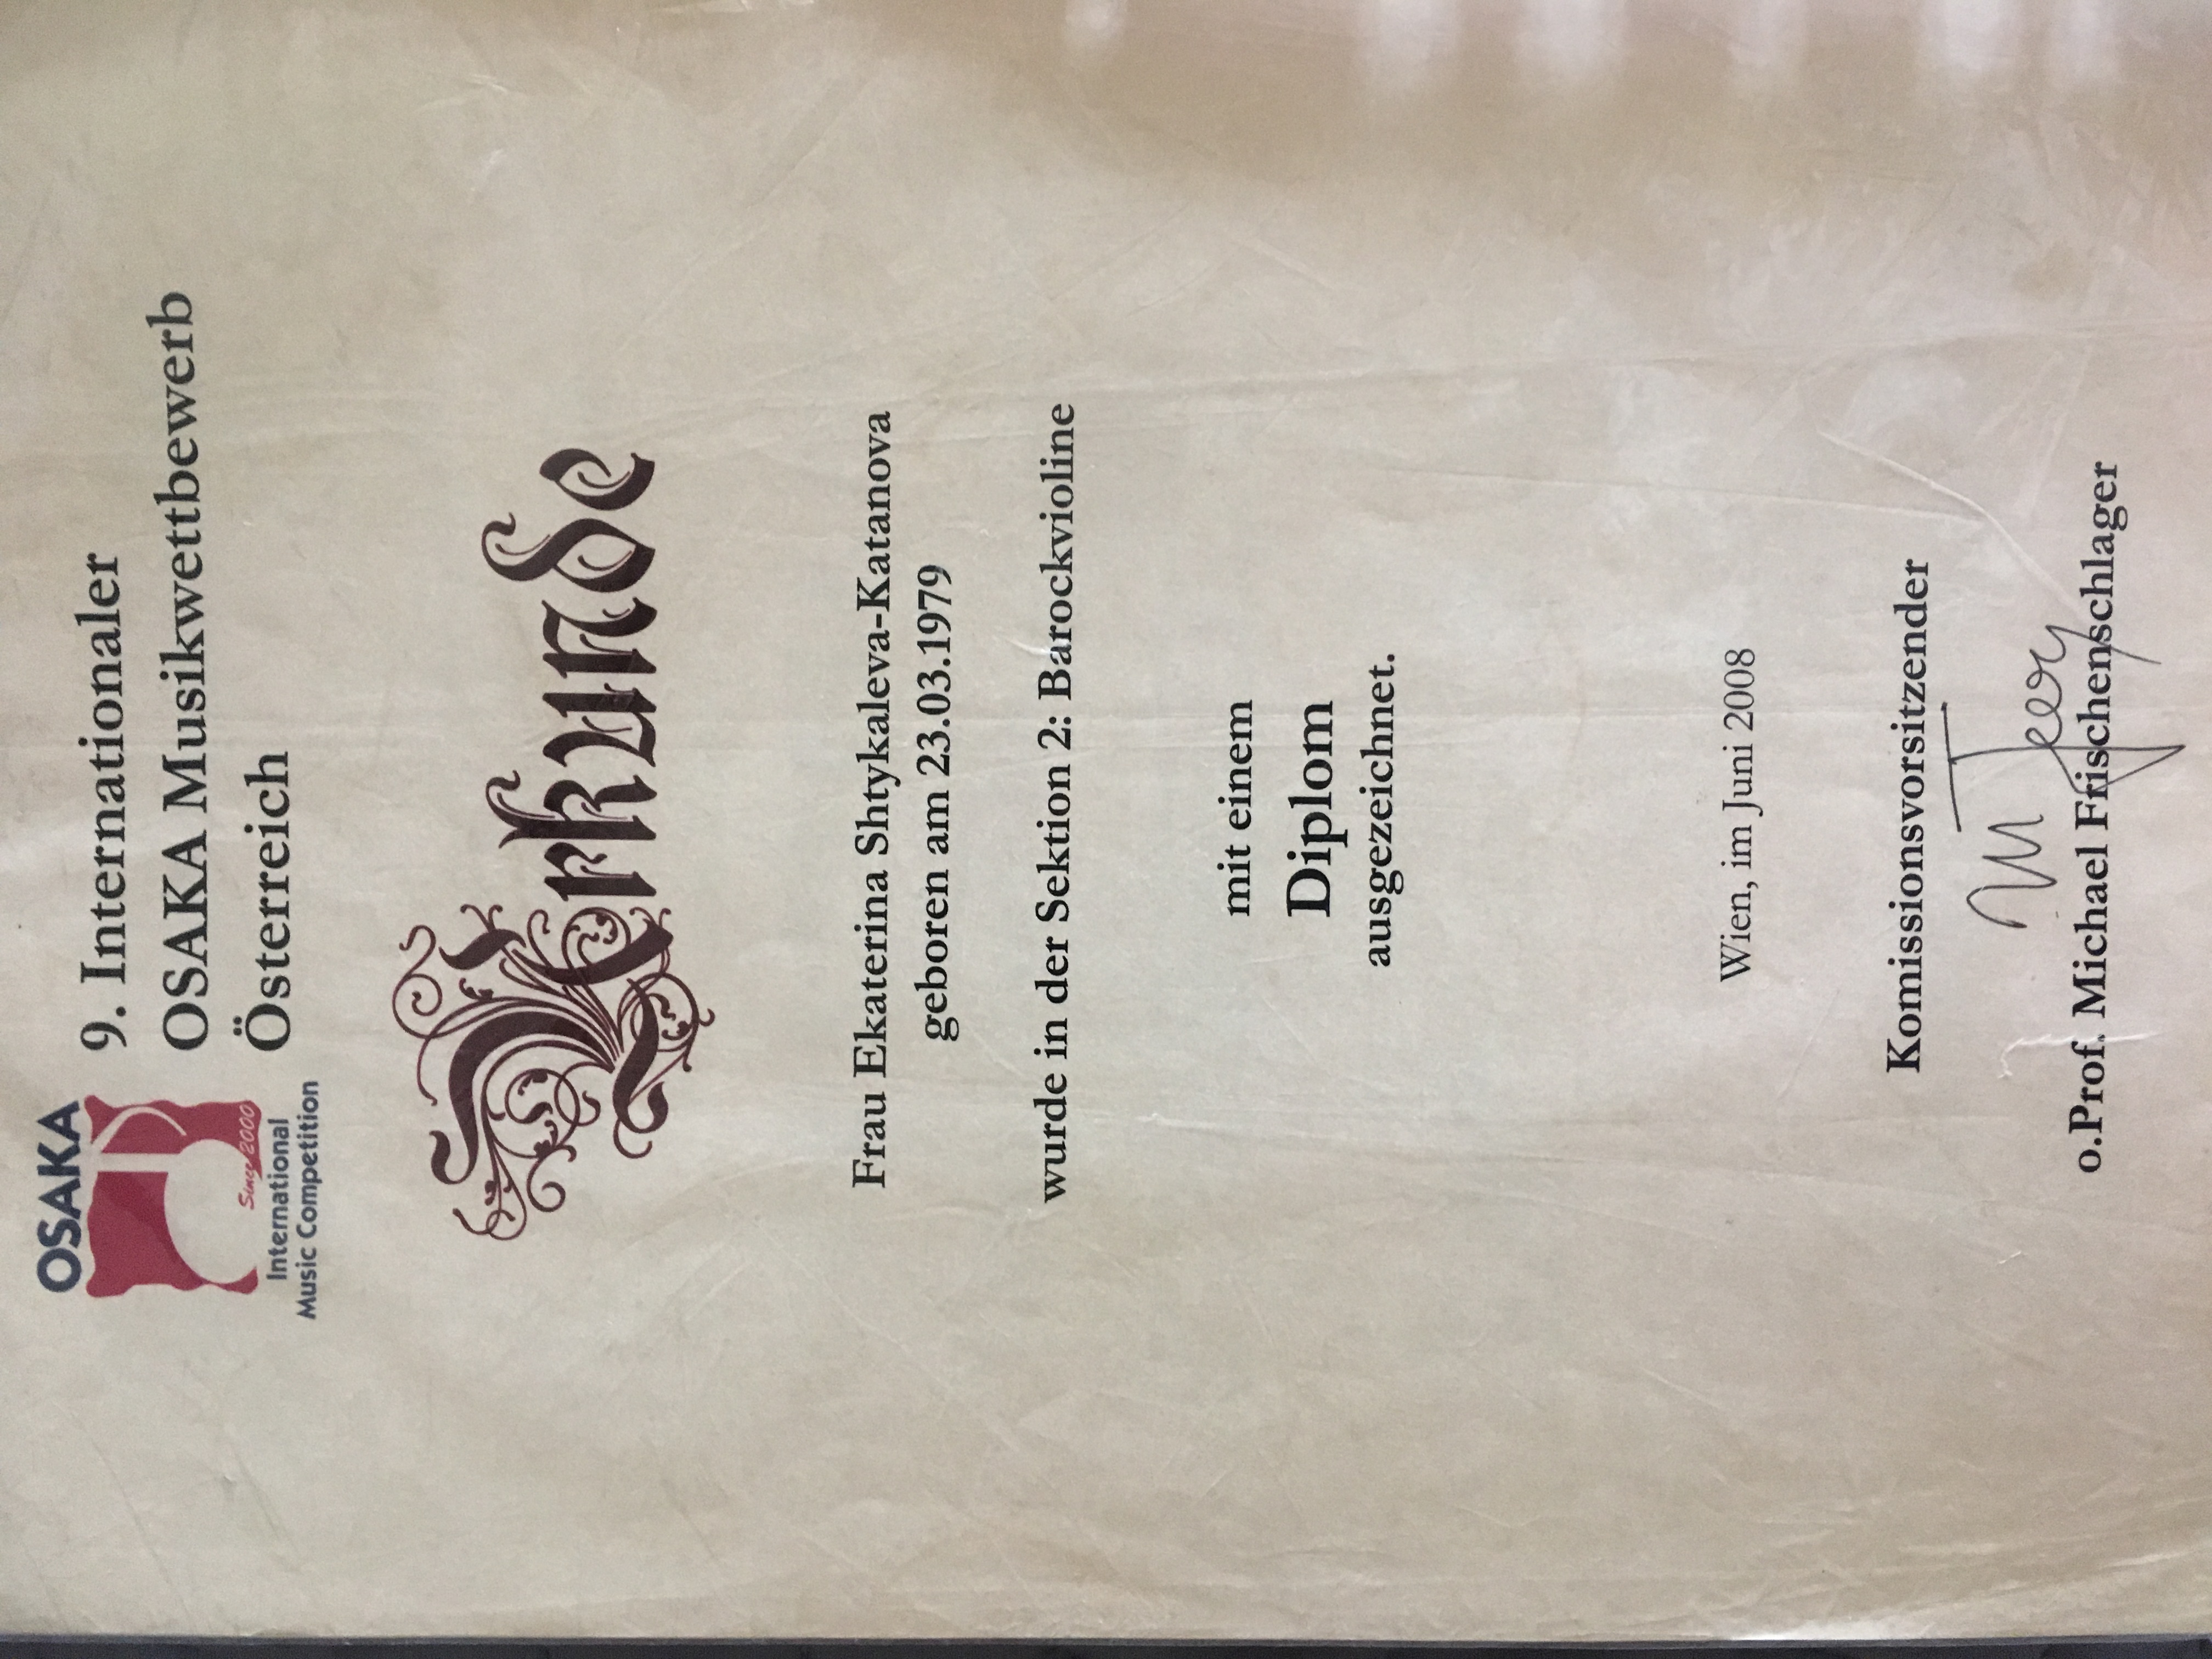 OSAKA
Since 2000
International
Music Competition
9. Internationaler
OSAKA Musikwettbewerb
Österreich
Urkunde
Frau Ekaterina Shtykaleva-Katanova
geboren am 23.03.1979
wurde in der Sektion 2: Barockvioline
mit einem
Diplom
ausgezeichnet.
Wien, im Juni 2008
Komissionsvorsitzender
o.Prof. Michael Frischenschlager